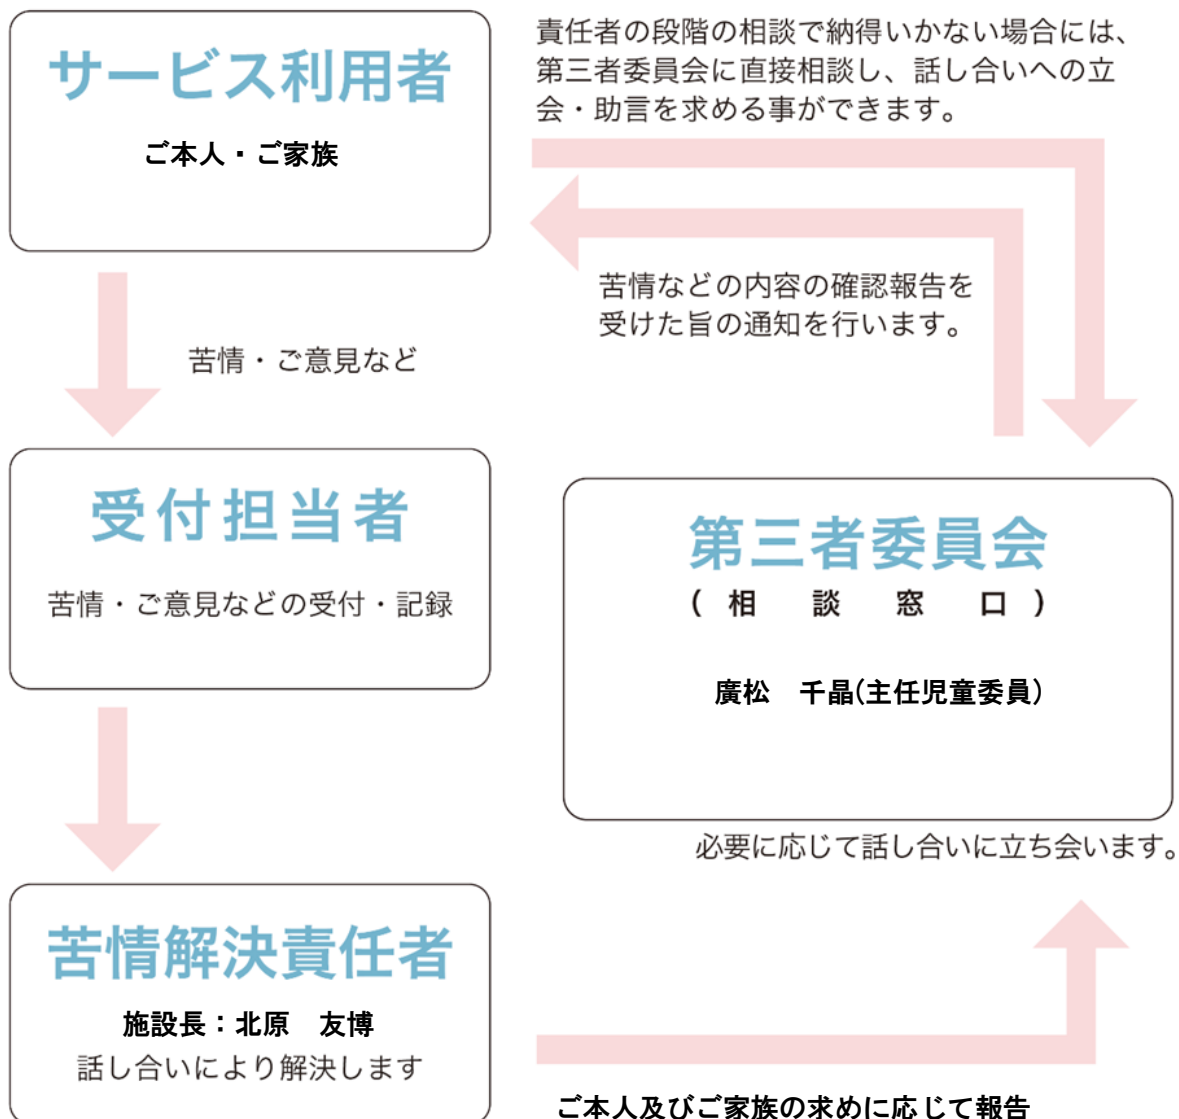 サービス利用者
ご本人・ご家族
責任者の段階の相談で納得いかない場合には、
第三者委員会に直接相談し、話し合いへの立
会・助言を求める事ができます。
苦情などの内容の確認報告を
受けた旨の通知を行います。
苦情・ご意見など
受付担当者
苦情・ご意見などの受付・記録
第三者委員会
(相談窓口)
廣松　千晶(主任児童委員)
必要に応じて話し合いに立ち会います。
苦情解決責任者
施設長：北原　友博
話し合いにより解決します
ご本人及びご家族の求めに応じて報告